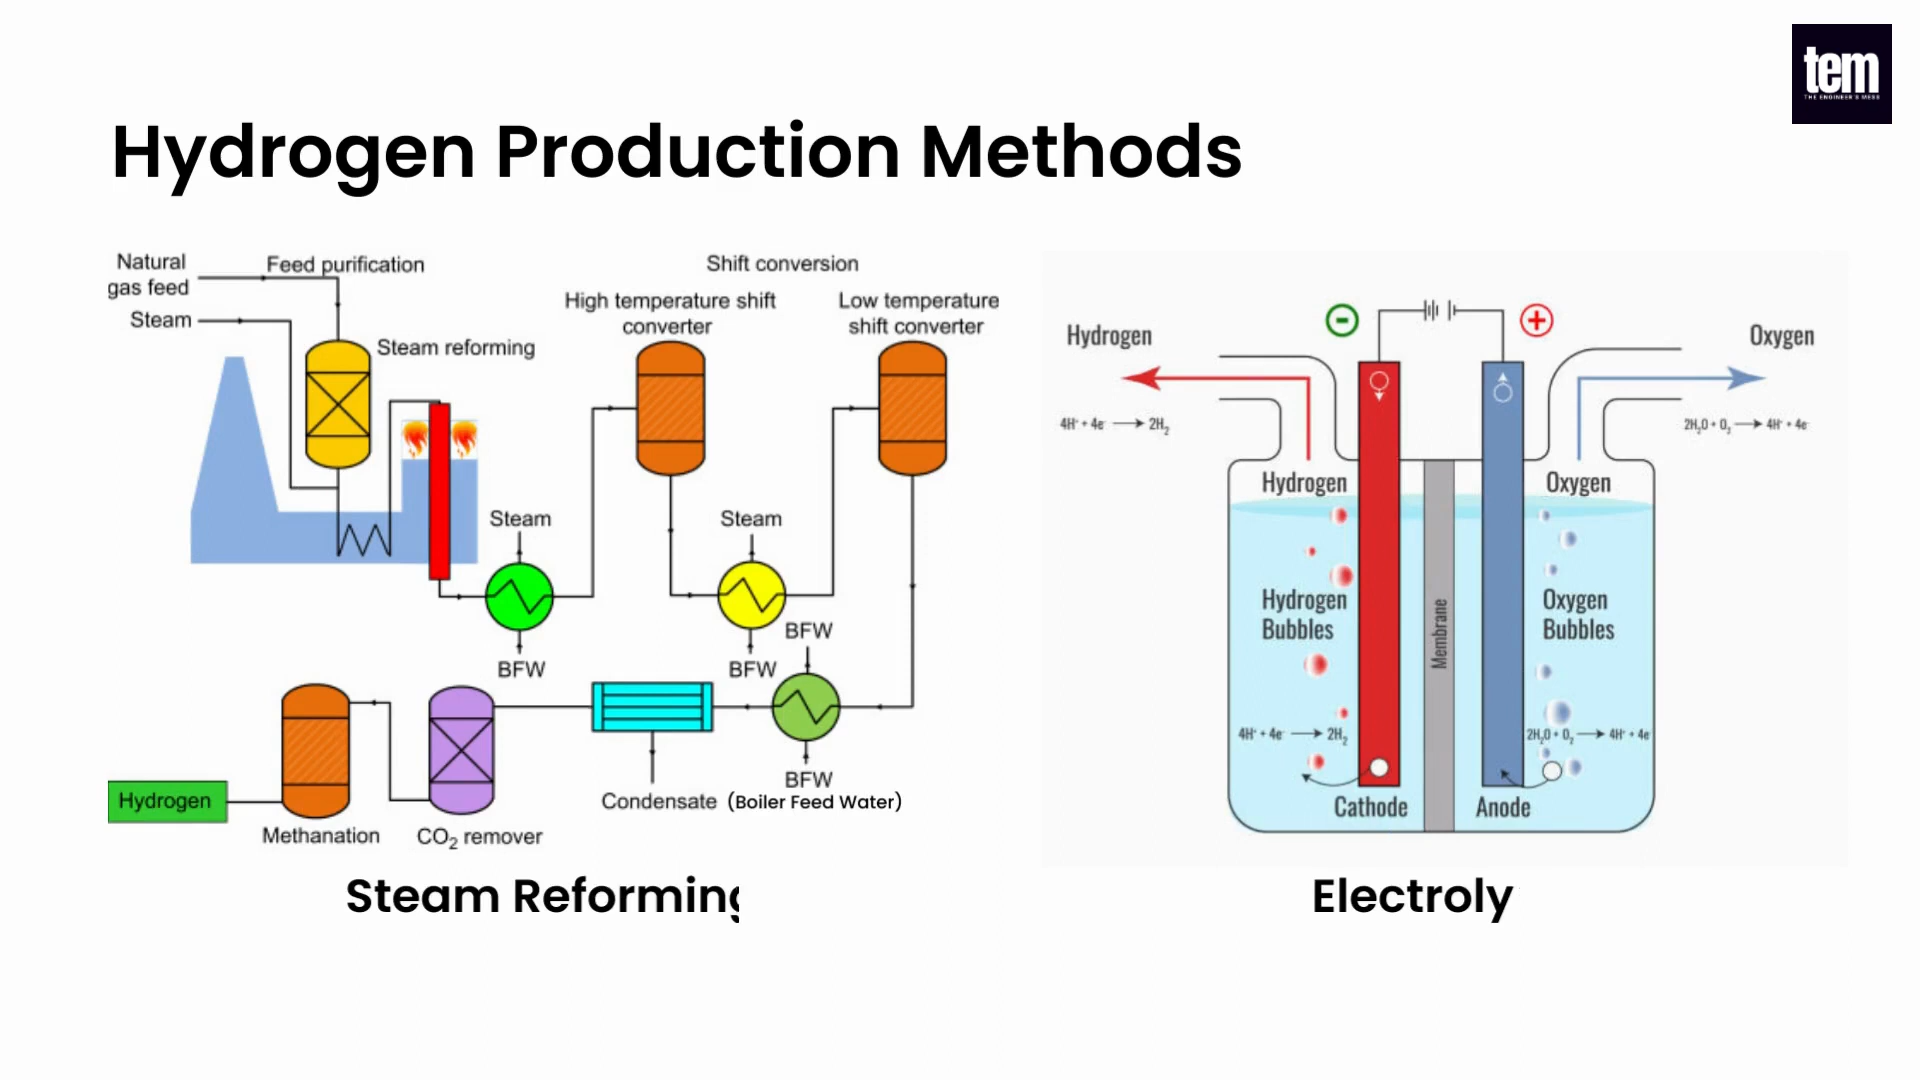 tem
THE ENGINEER'S MESS
Hydrogen Production Methods
Natural
gas feed
Feed purification
Steam
Steam reforming
Shift conversion
High temperature shift
converter
Low temperature
shift converter
Steam
Steam
BFW
BFW
BFW
BFW
Condensate (Boiler Feed Water)
Hydrogen
Methanation
CO₂ remover
Steam Reforming
Hydrogen
Oxygen
4H⁺ + 4e⁻ → 2H₂
2H₂O + O₂ → 4H⁺ + 4e⁻
Hydrogen
Oxygen
Hydrogen
Bubbles
Oxygen
Bubbles
Membrane
4H⁺ + 4e⁻ → 2H₂
2H₂O + O₂ → 4H⁺ + 4e⁻
Cathode
Anode
Electroly